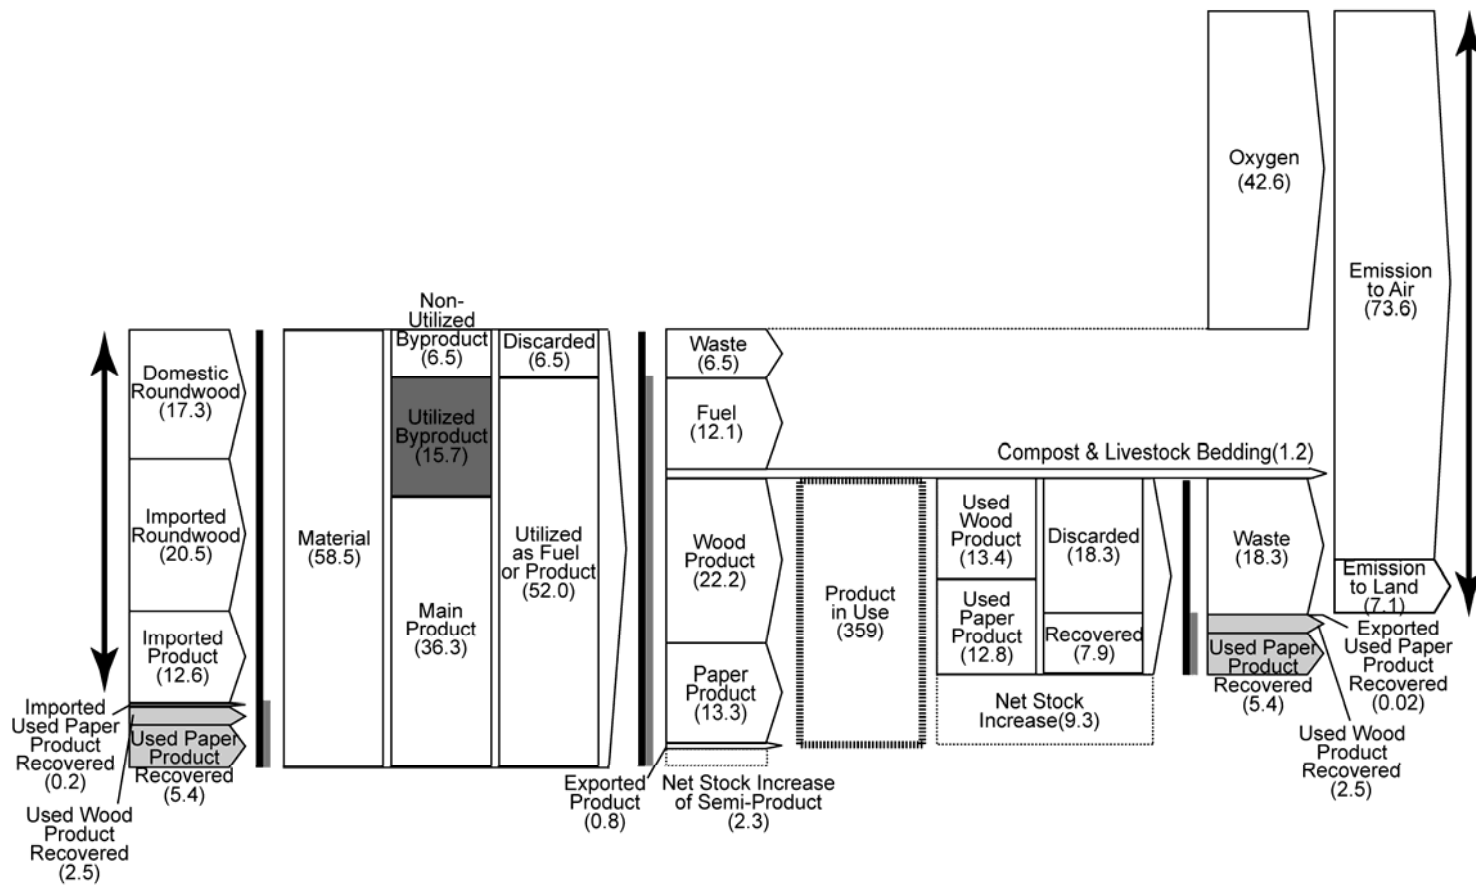 Domestic
Roundwood
(17.3)
Imported
Roundwood
(20.5)
Imported
Product
(12.6)
Imported
Used Paper
Product
Recovered
(0.2)
Used Paper
Product
Recovered
(5.4)
Used Wood
Product
Recovered
(2.5)
Material
(58.5)
Non-
Utilized
Byproduct
(6.5)
Utilized
Byproduct
(15.7)
Main
Product
(36.3)
Discarded
(6.5)
Utilized
as Fuel
or Product
(52.0)
Waste
(6.5)
Fuel
(12.1)
Compost & Livestock Bedding(1.2)
Wood
Product
(22.2)
Paper
Product
(13.3)
Exported
Product
(0.8)
Net Stock Increase
of Semi-Product
(2.3)
Product
in Use
(359)
Used
Wood
Product
(13.4)
Used
Paper
Product
(12.8)
Discarded
(18.3)
Recovered
(7.9)
Net Stock
Increase(9.3)
Oxygen
(42.6)
Waste
(18.3)
Used Paper
Product
Recovered
(5.4)
Emission
to Air
(73.6)
Emission
to Land
(7.1)
Exported
Used Paper
Product
Recovered
(0.02)
Used Wood
Product
Recovered
(2.5)